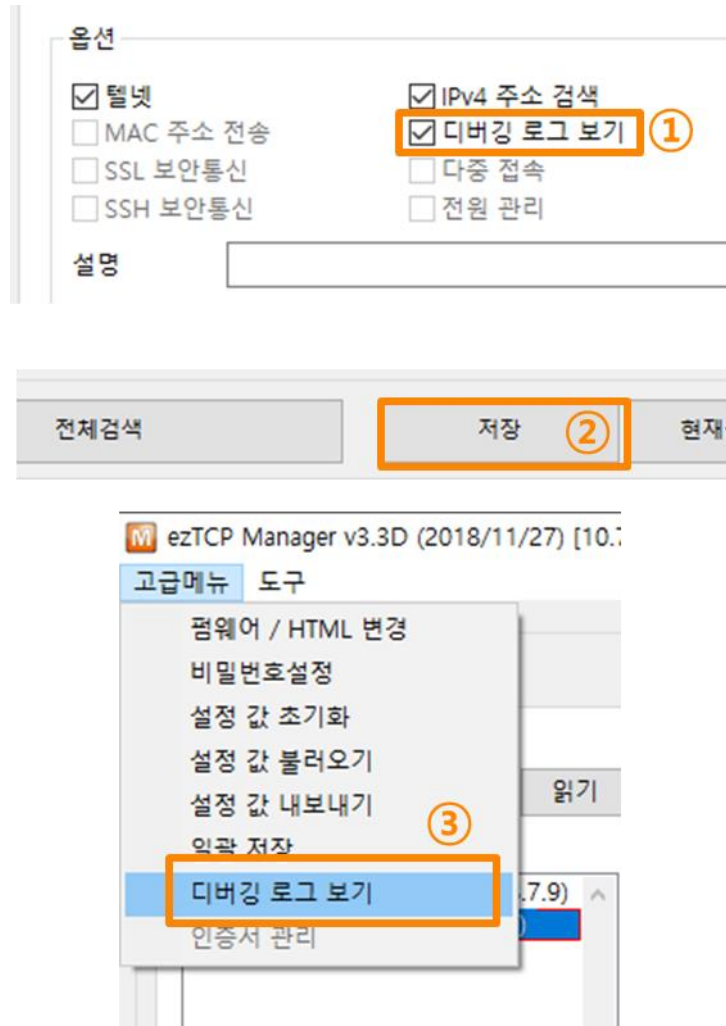 옵션
텔넷 IPv4 주소 검색
MAC 주소 전송 디버깅 로그 보기 ①
SSL 보안통신 다중 접속
SSH 보안통신 전원 관리
설명
전체검색 저장 ② 현재
ezTCP Manager v3.3D (2018/11/27) [10.7
고급메뉴 도구
펌웨어 / HTML 변경
비밀번호설정
설정 값 초기화
설정 값 불러오기
읽기
설정 값 내보내기 ③
일괄 저장
디버깅 로그 보기 .7.9)
인증서 관리 )